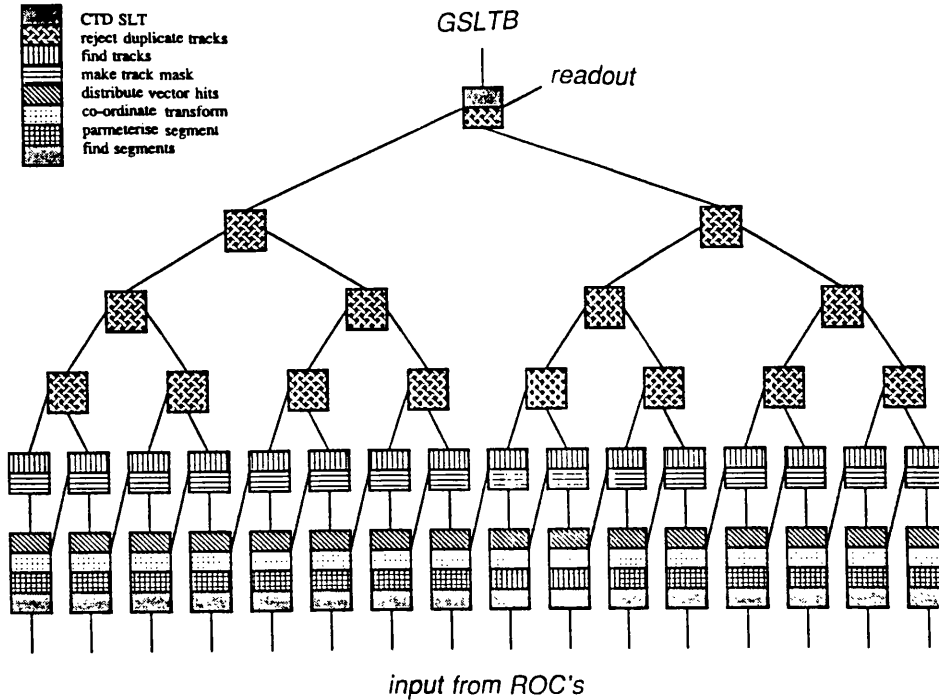 CTD SLT
reject duplicate tracks
find tracks
make track mask
distribute vector hits
co-ordinate transform
parmeterise segment
find segments
GSLTB
readout
input from ROC's